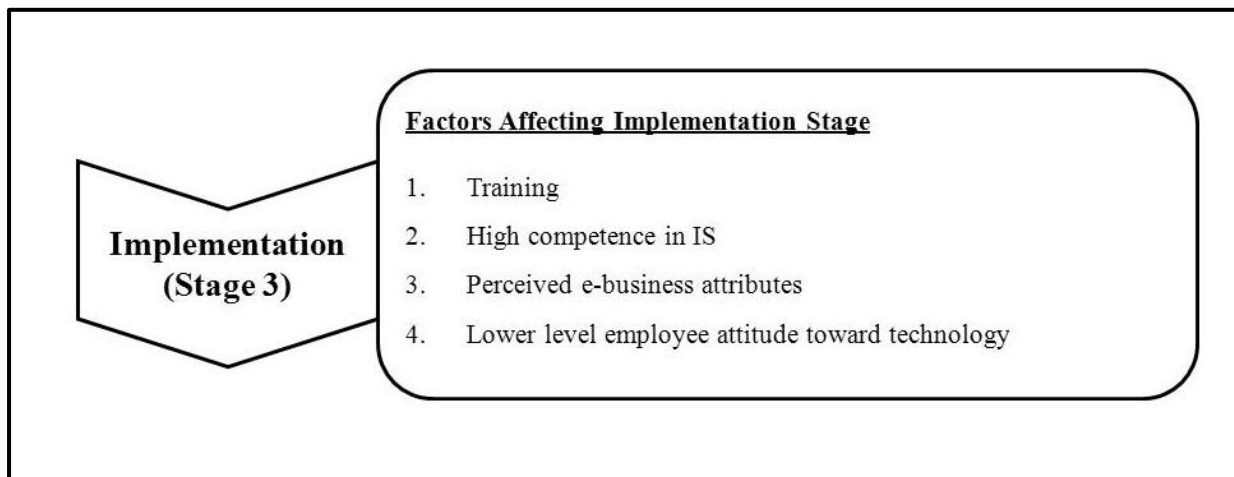 Implementation
(Stage 3)
Factors Affecting Implementation Stage
1. Training
2. High competence in IS
3. Perceived e-business attributes
4. Lower level employee attitude toward technology